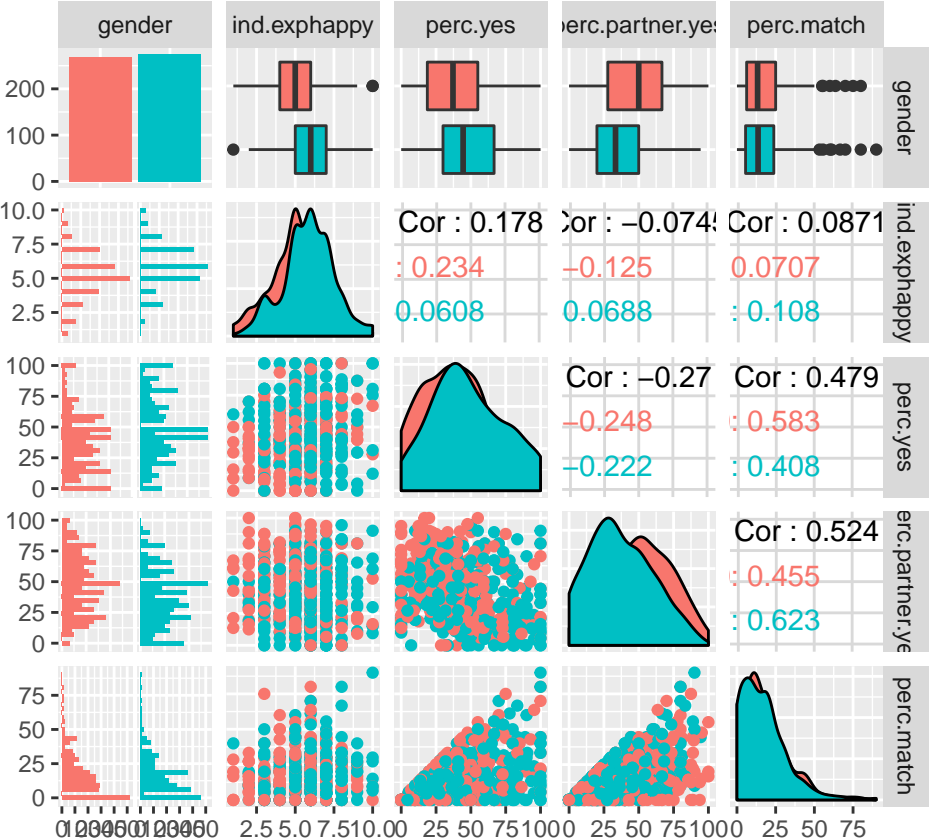 gender ind.exphappy perc.yes perc.partner.yes perc.match
200
100
0
gender
10.0
7.5
5.0
2.5
Cor : 0.178 Cor : −0.0745 Cor : 0.0871
: 0.234 −0.125 0.0707
0.0608 0.0688 : 0.108
ind.exphappy
100
75
50
25
0
Cor : −0.27 Cor : 0.479
−0.248 : 0.583
−0.222 : 0.408
perc.yes
100
75
50
25
0
Cor : 0.524
: 0.455
: 0.623
erc.partner.ye
75
50
25
0
perc.match
2.5 5.0 7.5 10.0 0 25 50 75 100 0 25 50 75 100 0 25 50 75